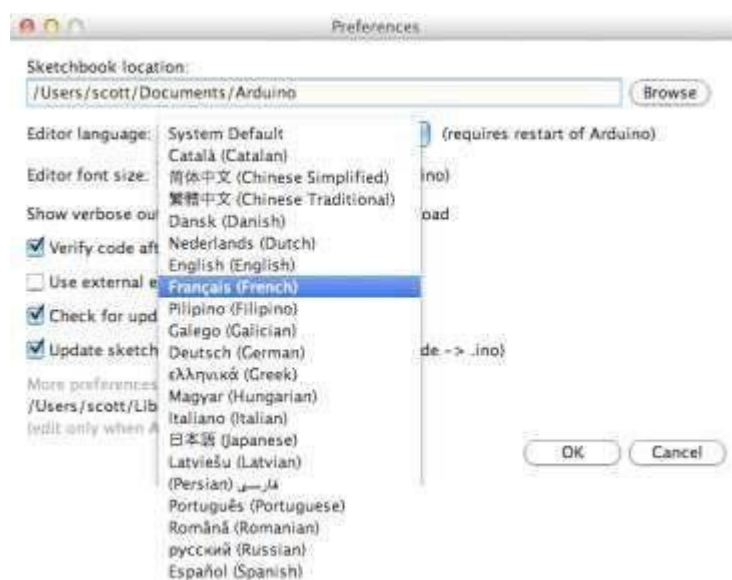 Preferences
Sketchbook location:
/Users/scott/Documents/Arduino
Browse
Editor language:
(requires restart of Arduino)
System Default
Català (Catalan)
简体中文 (Chinese Simplified)
繁體中文 (Chinese Traditional)
Dansk (Danish)
Nederlands (Dutch)
English (English)
Français (French)
Pilipino (Filipino)
Galego (Galician)
Deutsch (German)
ελληνικά (Greek)
Magyar (Hungarian)
Italiano (Italian)
日本語 (Japanese)
Latviešu (Latvian)
(Persian) فارسی
Português (Portuguese)
Română (Romanian)
русский (Russian)
Español (Spanish)
Editor font size:
ino)
Show verbose ou
oad
Verify code aft
Use external e
Check for upd
Update sketch
de -> .ino)
More preferences
/Users/scott/Lib
(edit only when A
OK
Cancel